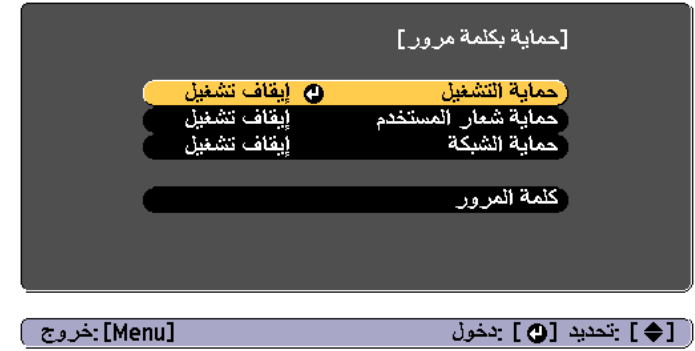 [حماية بكلمة مرور]
حماية التشغيل إيقاف تشغيل
حماية شعار المستخدم إيقاف تشغيل
حماية الشبكة إيقاف تشغيل
كلمة المرور
[ ] :تحديد [ ] :دخول [Menu] :خروج